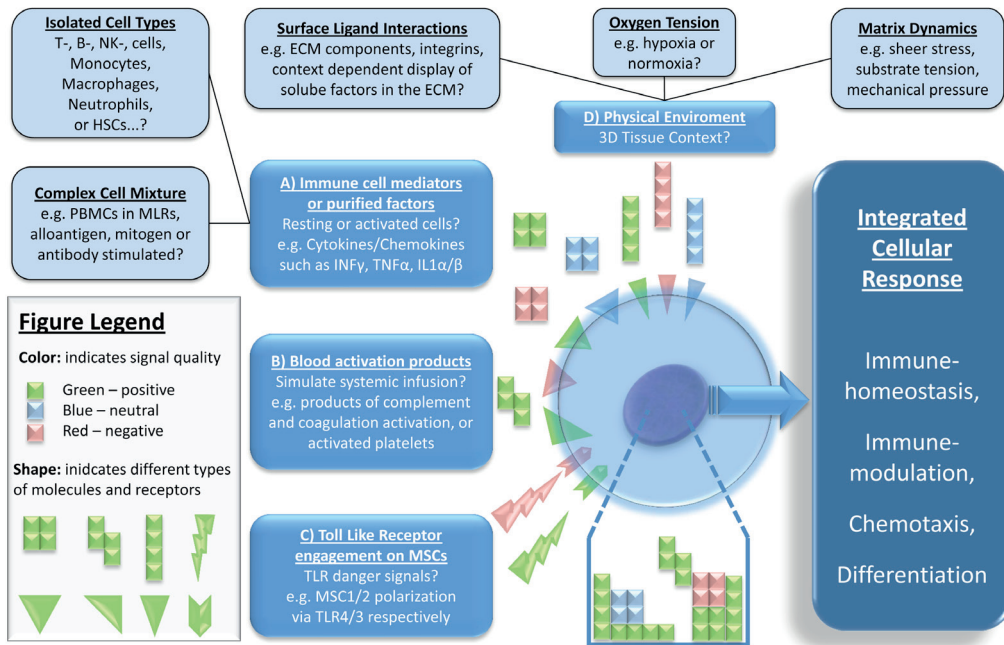 Isolated Cell Types
T-, B-, NK-, cells,
Monocytes,
Macrophages,
Neutrophils,
or HSCs...?
Surface Ligand Interactions
e.g. ECM components, integrins,
context dependent display of
solube factors in the ECM?
Oxygen Tension
e.g. hypoxia or
normoxia?
Matrix Dynamics
e.g. sheer stress,
substrate tension,
mechanical pressure
D) Physical Enviroment
3D Tissue Context?
Complex Cell Mixture
e.g. PBMCs in MLRs,
alloantigen, mitogen or
antibody stimulated?
A) Immune cell mediators
or purified factors
Resting or activated cells?
e.g. Cytokines/Chemokines
such as INFγ, TNFα, IL1α/β
B) Blood activation products
Simulate systemic infusion?
e.g. products of complement
and coagulation activation, or
activated platelets
C) Toll Like Receptor
engagement on MSCs
TLR danger signals?
e.g. MSC1/2 polarization
via TLR4/3 respectively
Figure Legend
Color: indicates signal quality
Green – positive
Blue – neutral
Red – negative
Shape: inidcates different types
of molecules and receptors
Integrated
Cellular
Response
Immune-
homeostasis,
Immune-
modulation,
Chemotaxis,
Differentiation